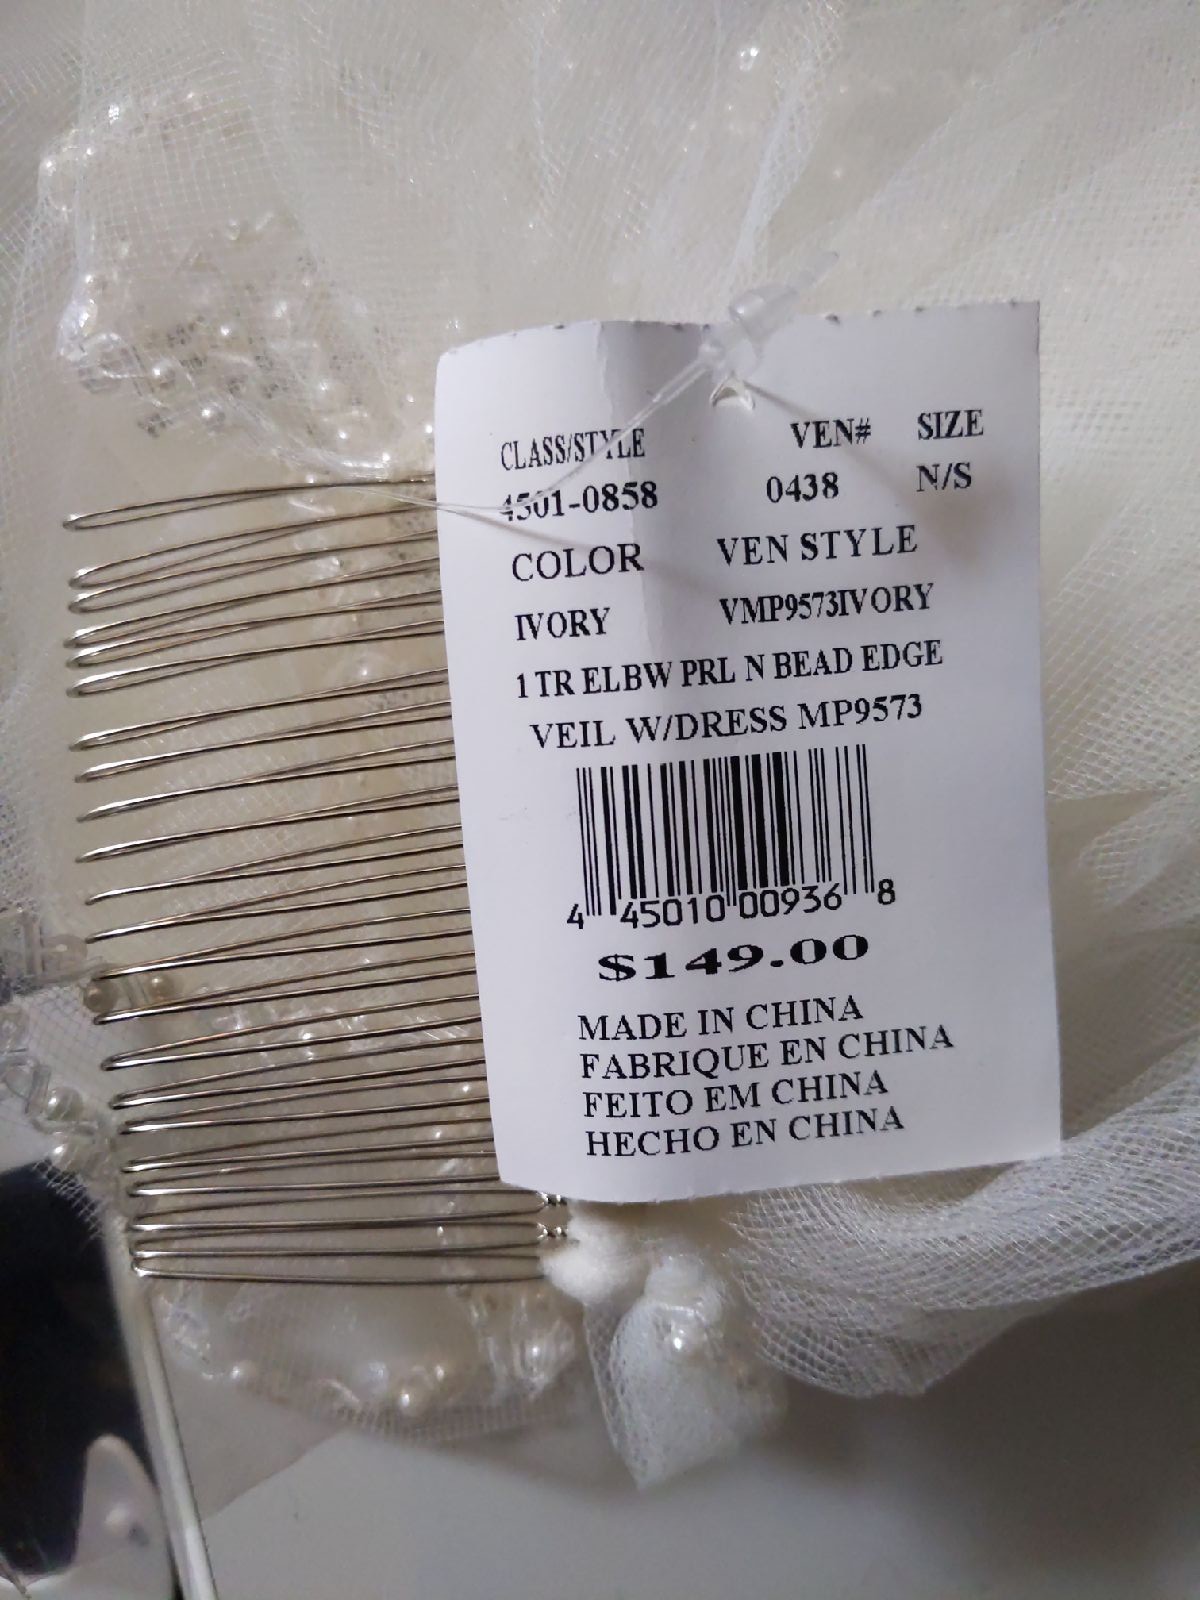 CLASS/STYLE VEN# SIZE
4501-0858 0438 N/S
COLOR VEN STYLE
IVORY VMP9573IVORY
1 TR ELBW PRL N BEAD EDGE
VEIL W/DRESS MP9573
4 45010 00936 8
$149.00
MADE IN CHINA
FABRIQUE EN CHINA
FEITO EM CHINA
HECHO EN CHINA